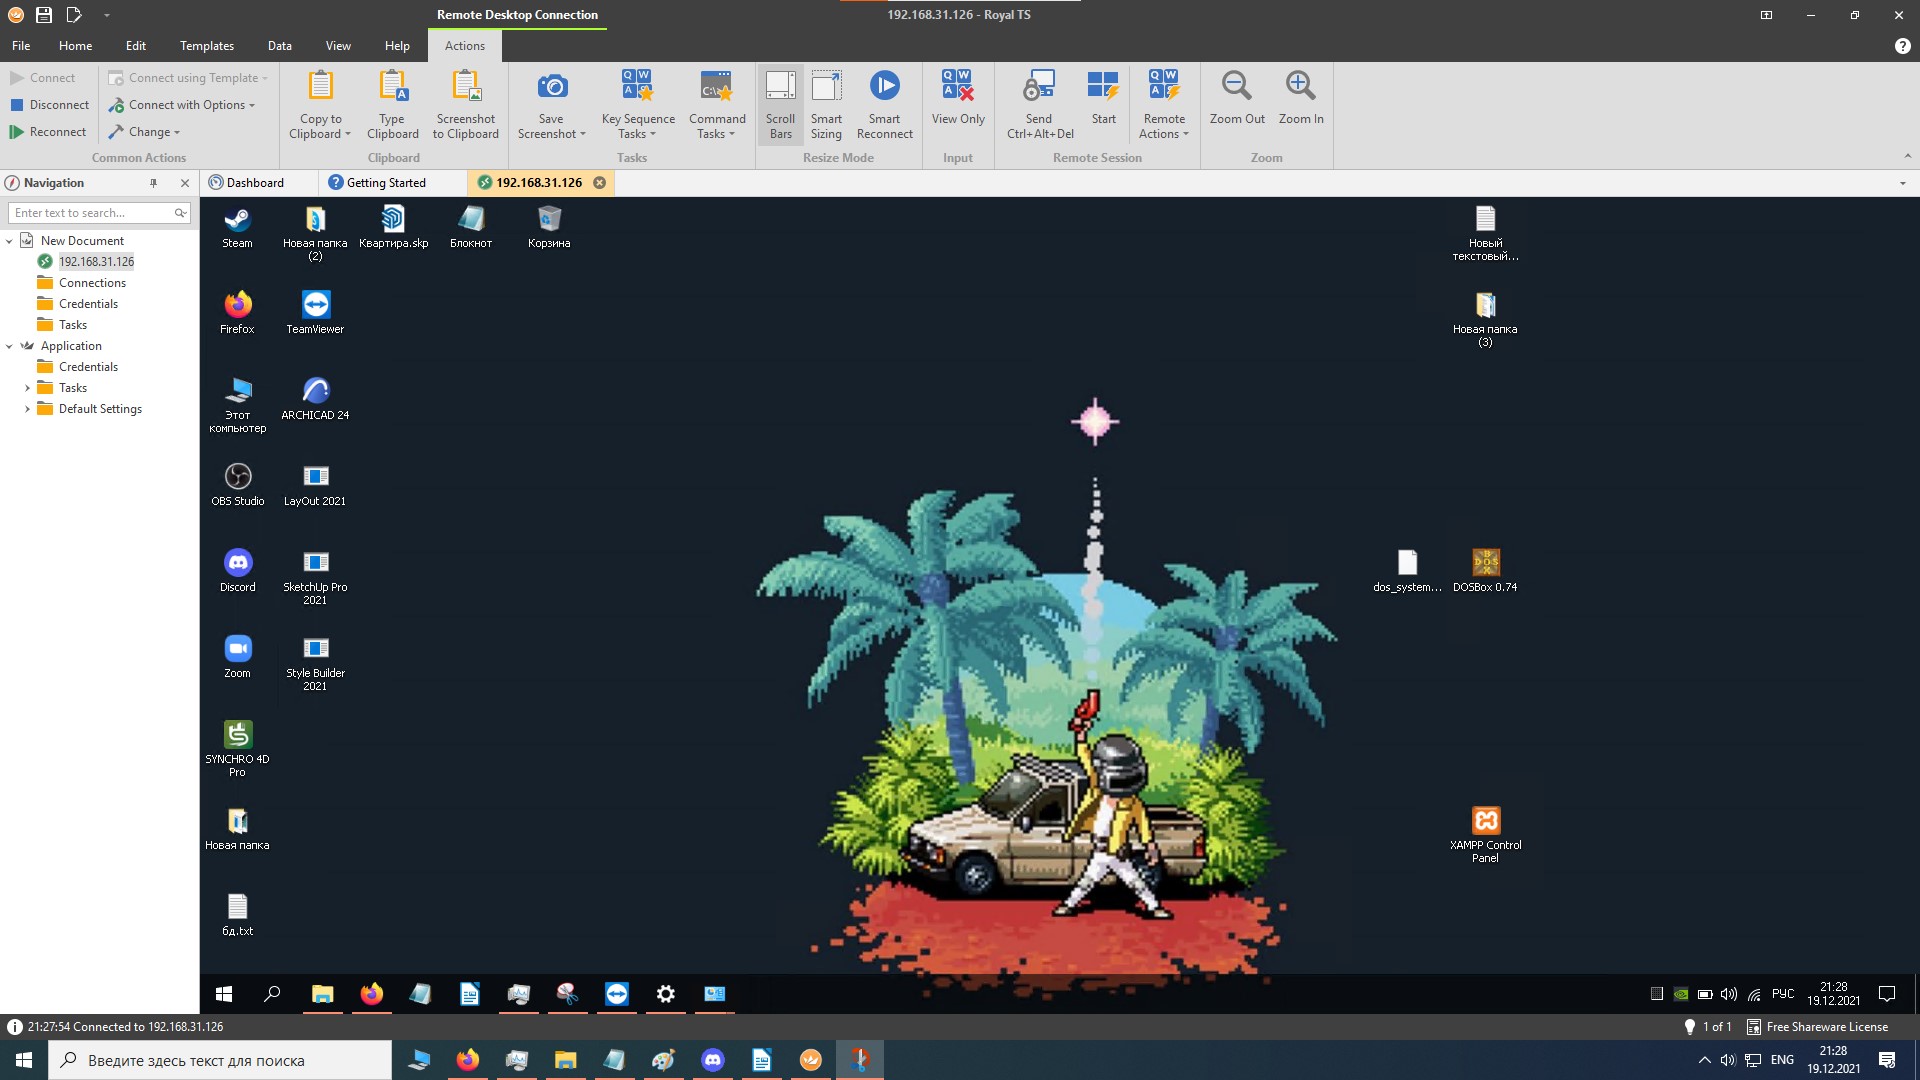 Remote Desktop Connection
192.168.31.126 - Royal TS
File Home Edit Templates Data View Help Actions
Connect
Disconnect
Reconnect
Connect using Template
Connect with Options
Change
Common Actions
Copy to
Clipboard
Type
Clipboard
Screenshot
to Clipboard
Clipboard
Save
Screenshot
Key Sequence
Tasks
Command
Tasks
Tasks
Scroll
Bars
Smart
Sizing
Smart
Reconnect
Resize Mode
View Only
Input
Send
Ctrl+Alt+Del
Start
Remote
Actions
Remote Session
Zoom Out
Zoom In
Zoom
Navigation
Dashboard
Getting Started
192.168.31.126
Enter text to search...
New Document
192.168.31.126
Connections
Credentials
Tasks
Application
Credentials
Tasks
Default Settings
Steam
Новая папка
(2)
Квартира.skp
Блокнот
Корзина
Новый
текстовый...
Firefox
TeamViewer
Новая папка
(3)
Этот
компьютер
ARCHICAD 24
OBS Studio
LayOut 2021
Discord
SketchUp Pro
2021
dos_system...
DOSBox 0.74
Zoom
Style Builder
2021
SYNCHRO 4D
Pro
Новая папка
XAMPP Control
Panel
бд.txt
РУС
21:28
19.12.2021
21:27:54 Connected to 192.168.31.126
1 of 1
Free Shareware License
Введите здесь текст для поиска
ENG
21:28
19.12.2021